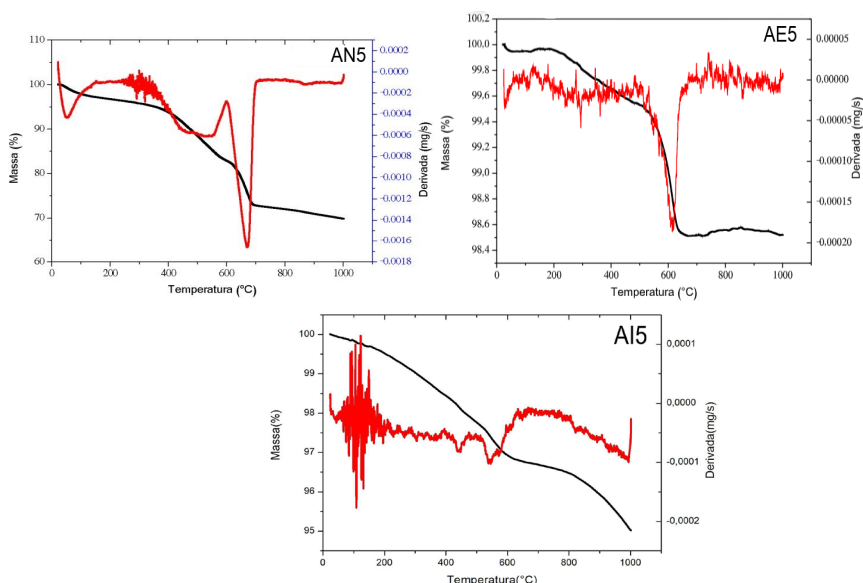 AN5
110
100
90
80
70
60
Massa (%)
0.0002
0.0000
-0.0002
-0.0004
-0.0006
-0.0008
-0.0010
-0.0012
-0.0014
-0.0016
-0.0018
Derivada (mg/s)
0 200 400 600 800 1000
Temperatura (°C)
AE5
100.2
100.0
99.8
99.6
99.4
99.2
99.0
98.8
98.6
98.4
Massa (%)
0.00005
0.00000
-0.00005
-0.00010
-0.00015
-0.00020
Derivada (mg/s)
0 200 400 600 800 1000
Temperatura (°C)
AI5
100
99
98
97
96
95
Massa(%)
0,0001
0,0000
-0,0001
-0,0002
Derivada(mg/s)
0 200 400 600 800 1000
Temperatura(°C)